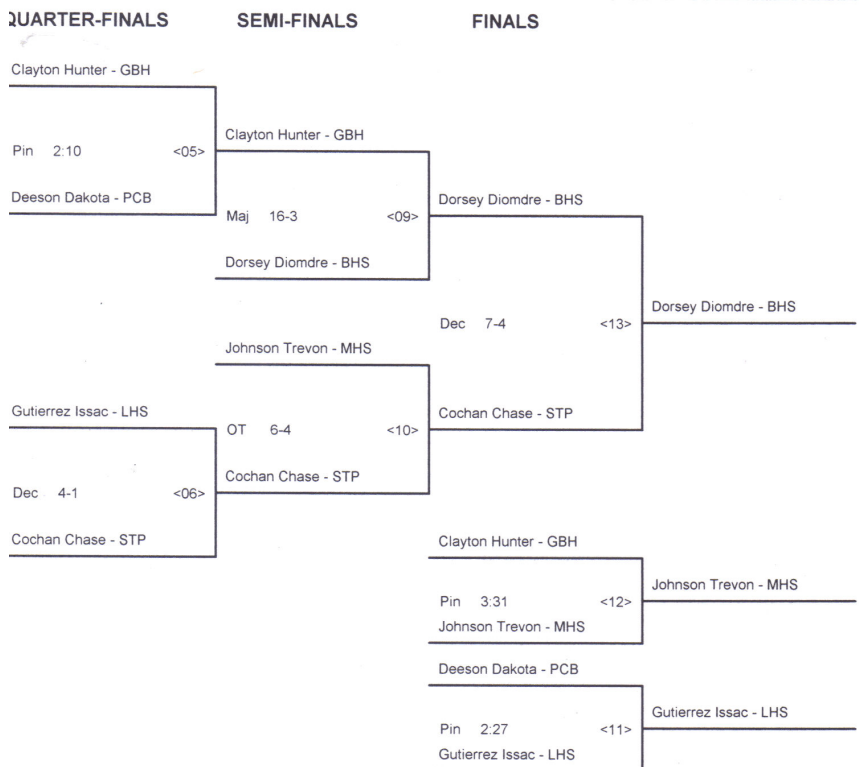 QUARTER-FINALS SEMI-FINALS FINALS
Clayton Hunter - GBH
Pin 2:10 <05>
Deeson Dakota - PCB
Gutierrez Issac - LHS
Dec 4-1 <06>
Cochan Chase - STP
Clayton Hunter - GBH
Maj 16-3 <09>
Dorsey Diomdre - BHS
Johnson Trevon - MHS
OT 6-4 <10>
Cochan Chase - STP
Dorsey Diomdre - BHS
Dec 7-4 <13>
Cochan Chase - STP
Dorsey Diomdre - BHS
Clayton Hunter - GBH
Pin 3:31 <12>
Johnson Trevon - MHS
Johnson Trevon - MHS
Deeson Dakota - PCB
Pin 2:27 <11>
Gutierrez Issac - LHS
Gutierrez Issac - LHS